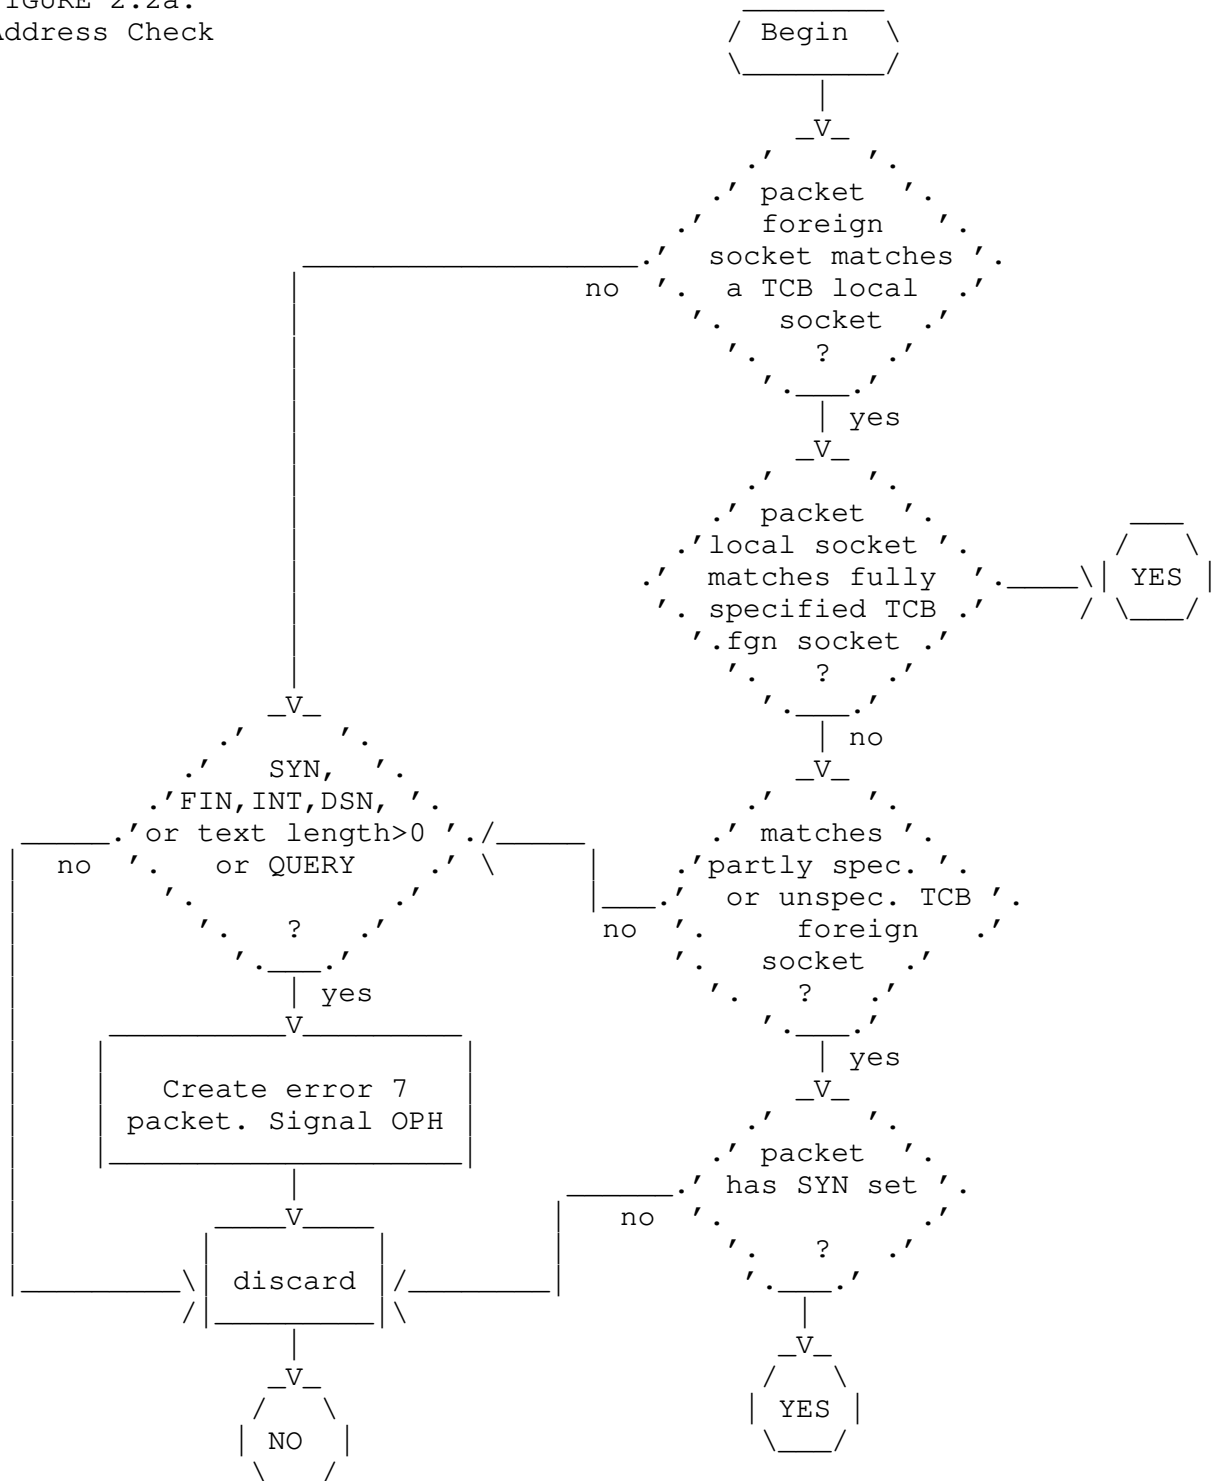 FIGURE 2.2a:
Address Check
Begin
packet
foreign
socket matches
no
a TCB local
socket
?
yes
packet
local socket
matches fully
YES
specified TCB
fgn socket
?
no
SYN,
FIN,INT,DSN,
or text length>0
no
or QUERY
?
yes
matches
partly spec.
or unspec. TCB
no
foreign
socket
?
yes
Create error 7
packet. Signal OPH
packet
has SYN set
no
?
discard
YES
NO